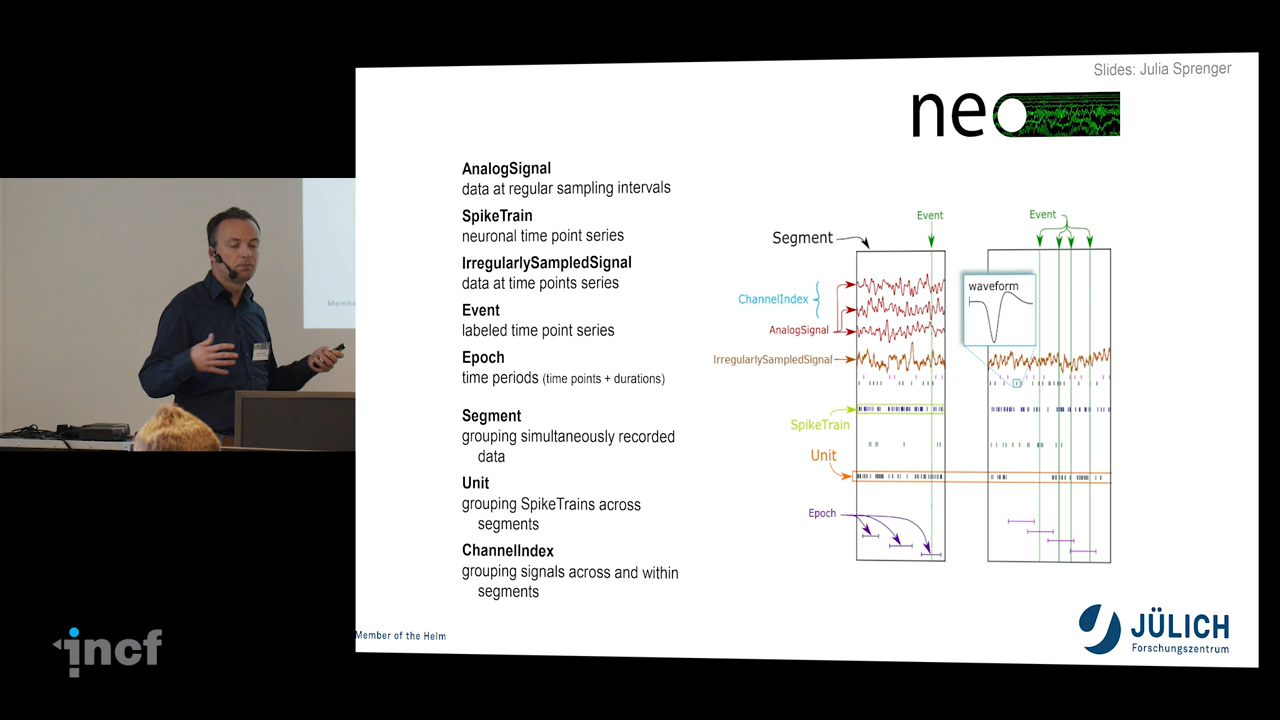 Slides: Julia Sprenger
neo
AnalogSignal
data at regular sampling intervals
SpikeTrain
neuronal time point series
IrregularlySampledSignal
data at time points series
Event
labeled time point series
Epoch
time periods (time points + durations)
Segment
grouping simultaneously recorded
data
Unit
grouping SpikeTrains across
segments
ChannelIndex
grouping signals across and within
segments
Event
Event
Segment
waveform
ChannelIndex
AnalogSignal
IrregularlySampledSignal
SpikeTrain
Unit
Epoch
Membe
Member of the Helm
JÜLICH
Forschungszentrum
incf